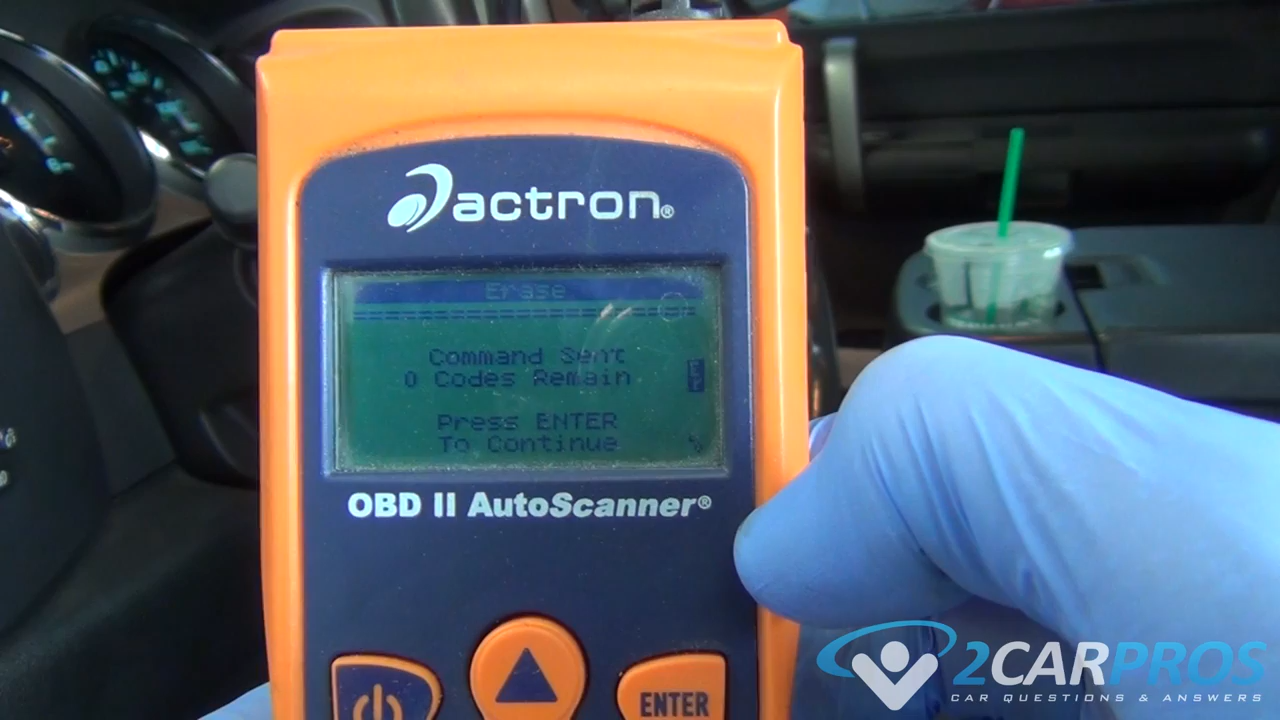 actron®
Erase
Command Sent
0 Codes Remain
Press ENTER
To Continue
OBD II AutoScanner®
ENTER
2CARPROS
CAR QUESTIONS & ANSWERS